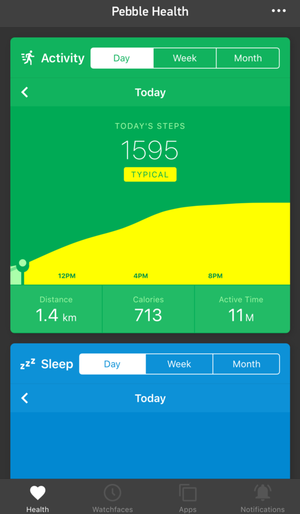 Pebble Health
Activity
Day Week Month
Today
TODAY'S STEPS
1595
TYPICAL
12PM 4PM 8PM
Distance Calories Active Time
1.4 km 713 11M
zzz Sleep
Day Week Month
Today
Health Watchfaces Apps Notifications